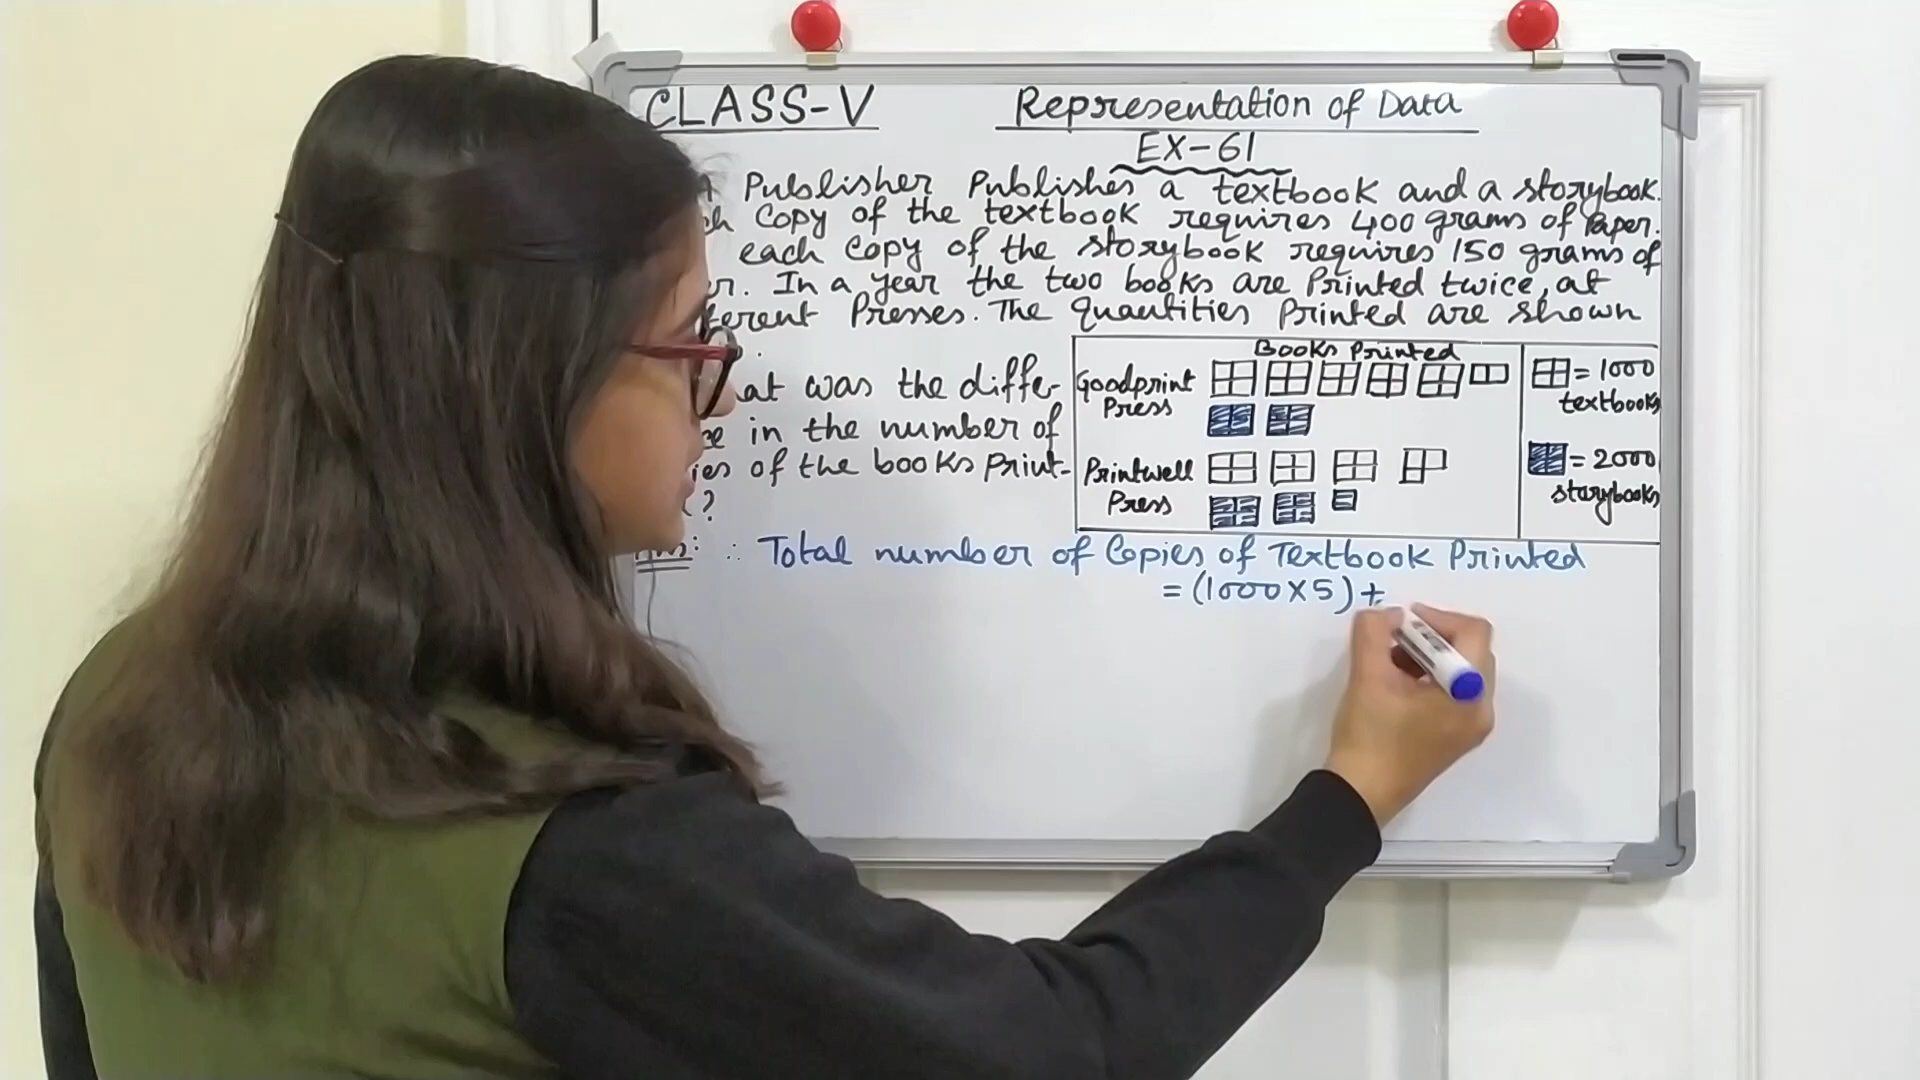 CLASS-V Representation of Data
EX-61
A Publisher Publishes a textbook and a storybook.
copy of the textbook requires 400 grams of Paper.
each copy of the storybook requires 150 grams of
In a year the two books are Printed twice, at
Presses. The quantities Printed are shown
was the diffe-
in the number of
of the books Print-
?
Books Printed
Goodprint
Press
= 1000
textbooks
Printwell
Press
= 2000
storybooks
Ans: ∴ Total number of Copies of Textbook Printed
= (1000 X 5) +